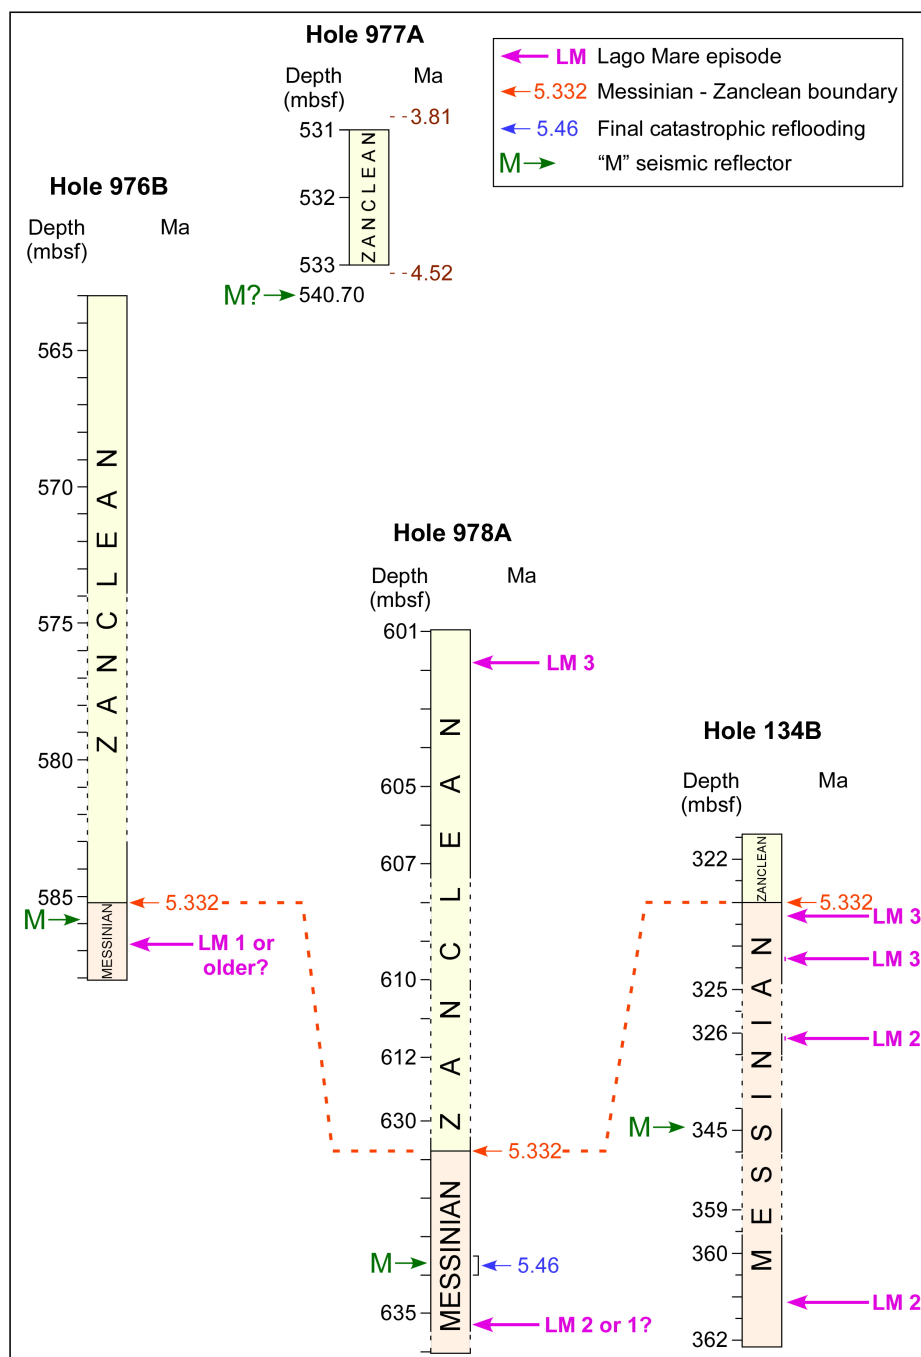 Hole 977A
Depth
(mbsf)
Ma
3.81
531
532
533
ZANCLEAN
4.52
M?
540.70
LM Lago Mare episode
5.332 Messinian - Zanclean boundary
5.46 Final catastrophic reflooding
M “M” seismic reflector
Hole 976B
Depth
(mbsf)
Ma
565
570
575
580
585
ZANCLEAN
MESSINIAN
5.332
M
LM 1 or
older?
Hole 978A
Depth
(mbsf)
Ma
601
LM 3
605
607
610
612
630
ZANCLEAN
5.332
MESSINIAN
M
5.46
635
LM 2 or 1?
Hole 134B
Depth
(mbsf)
Ma
322
ZANCLEAN
5.332
LM 3
LM 3
325
326
LM 2
M
345
MESSINIAN
359
360
LM 2
362